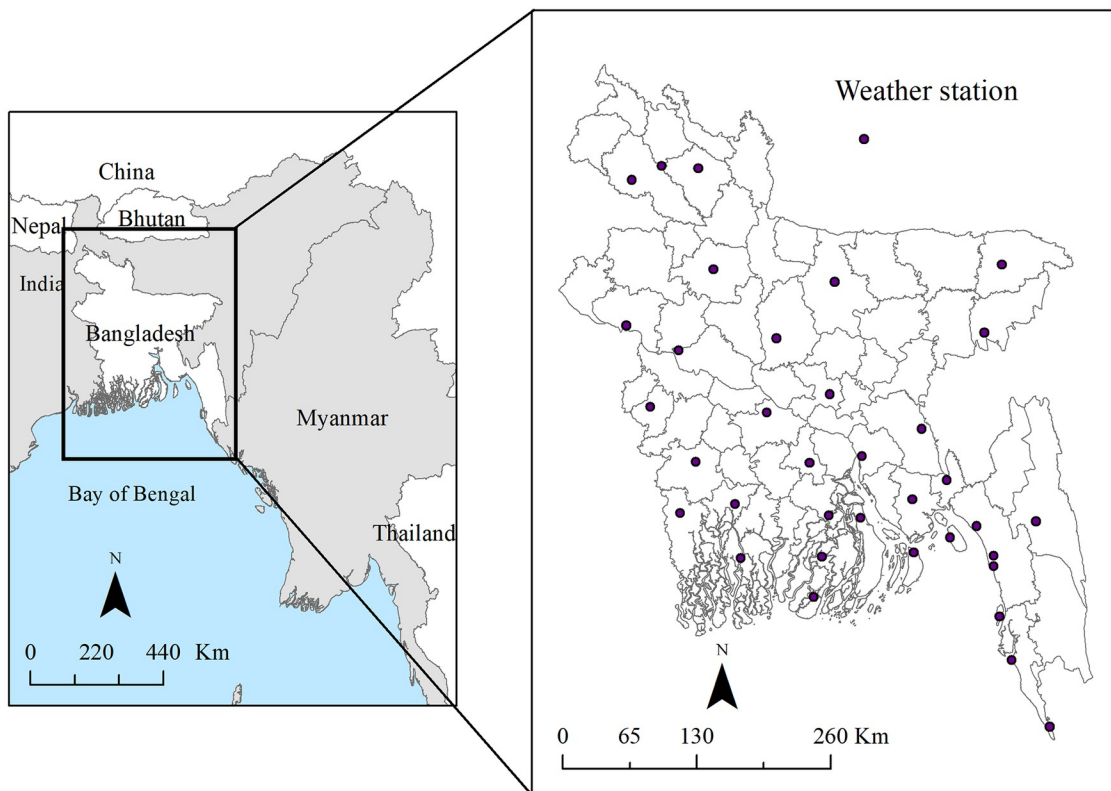 China
Nepal
Bhutan
India
Bangladesh
Myanmar
Bay of Bengal
Thailand
N
0 220 440 Km
Weather station
N
0 65 130 260 Km